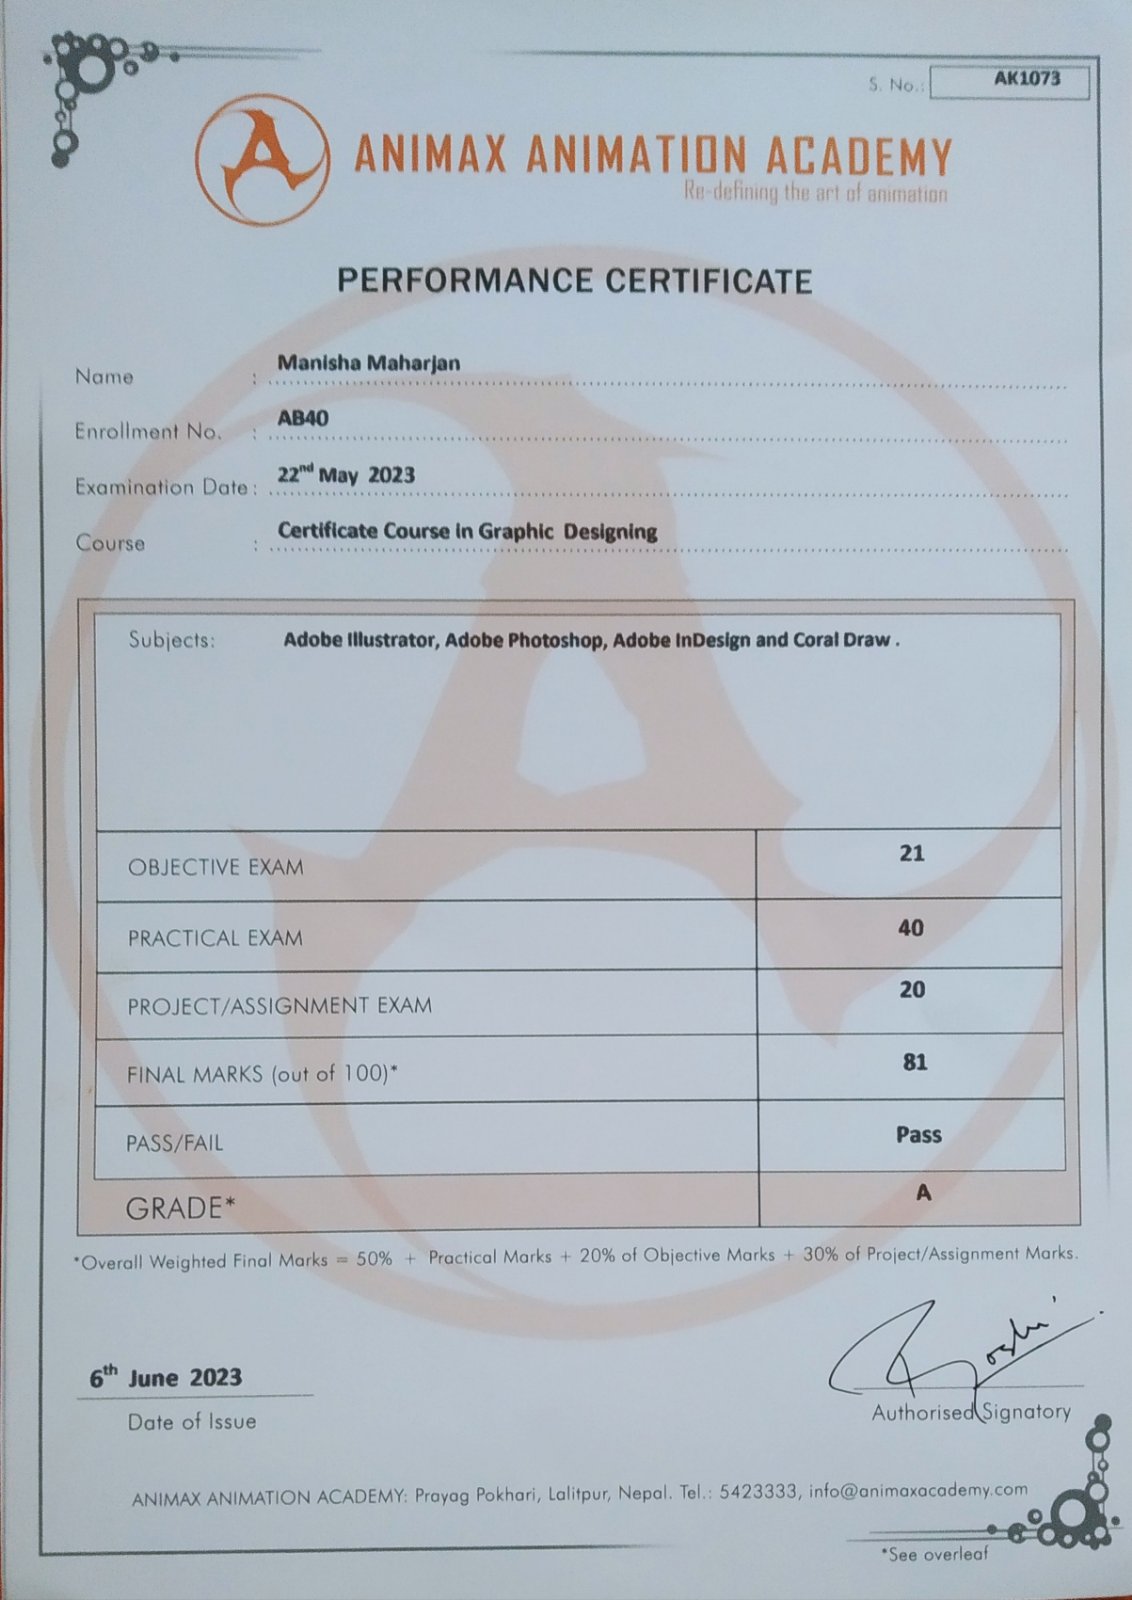 S. No.: AK1073
ANIMAX ANIMATION ACADEMY
Re-defining the art of animation
PERFORMANCE CERTIFICATE
Name : Manisha Maharjan
Enrollment No. : AB40
Examination Date : 22nd May 2023
Course : Certificate Course in Graphic Designing
Subjects: Adobe Illustrator, Adobe Photoshop, Adobe InDesign and Coral Draw .
OBJECTIVE EXAM 21
PRACTICAL EXAM 40
PROJECT/ASSIGNMENT EXAM 20
FINAL MARKS (out of 100)* 81
PASS/FAIL Pass
GRADE* A
*Overall Weighted Final Marks = 50% + Practical Marks + 20% of Objective Marks + 30% of Project/Assignment Marks.
6th June 2023
Date of Issue
Authorised Signatory
ANIMAX ANIMATION ACADEMY: Prayag Pokhari, Lalitpur, Nepal. Tel.: 5423333, info@animaxacademy.com
*See overleaf